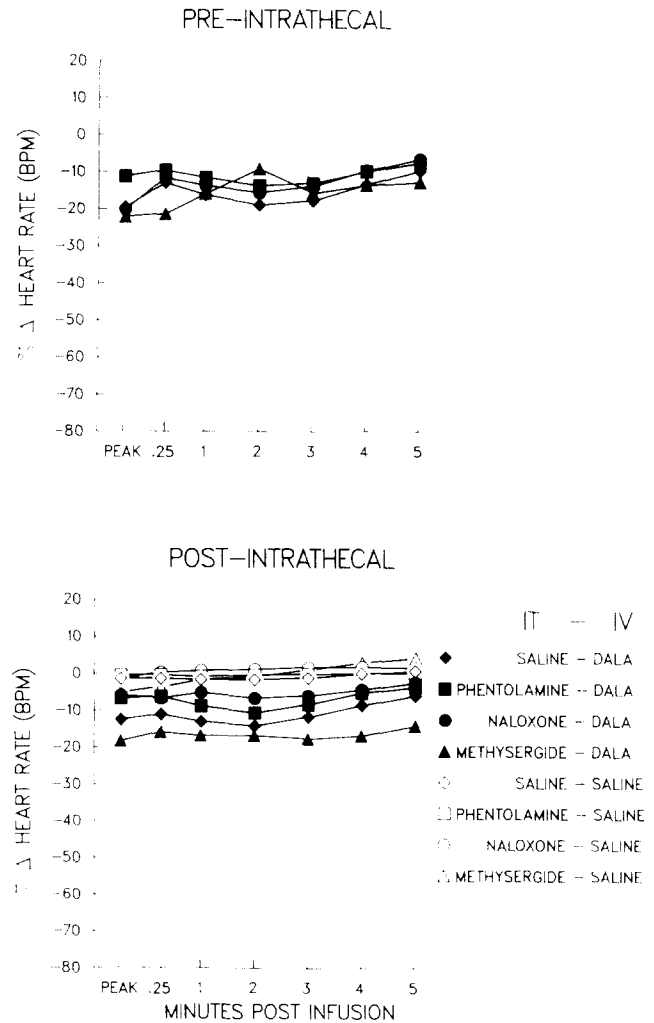 PRE–INTRATHECAL
20
10
0
–10
–20
–30
–40
–50
–60
–70
–80
Δ HEART RATE (BPM)
PEAK .25 1 2 3 4 5
POST–INTRATHECAL
20
10
0
–10
–20
–30
–40
–50
–60
–70
–80
Δ HEART RATE (BPM)
PEAK .25 1 2 3 4 5
MINUTES POST INFUSION
IT – IV
SALINE – DALA
PHENTOLAMINE – DALA
NALOXONE – DALA
METHYSERGIDE – DALA
SALINE – SALINE
PHENTOLAMINE – SALINE
NALOXONE – SALINE
METHYSERGIDE – SALINE